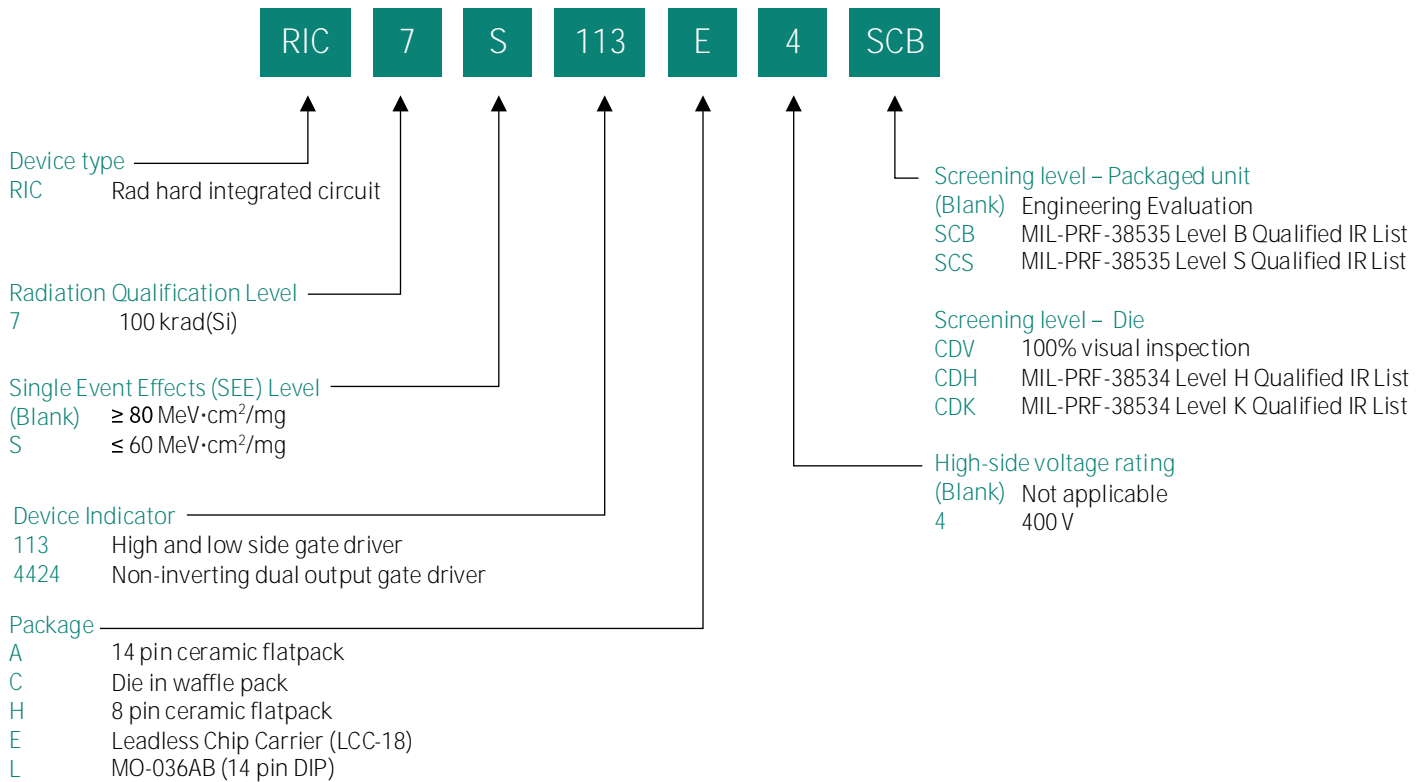 RIC 7 S 113 E 4 SCB
Device type
RIC Rad hard integrated circuit
Radiation Qualification Level
7 100 krad(Si)
Single Event Effects (SEE) Level
(Blank) ≥ 80 MeV·cm²/mg
S ≤ 60 MeV·cm²/mg
Device Indicator
113 High and low side gate driver
4424 Non-inverting dual output gate driver
Package
A 14 pin ceramic flatpack
C Die in waffle pack
H 8 pin ceramic flatpack
E Leadless Chip Carrier (LCC-18)
L MO-036AB (14 pin DIP)
Screening level – Packaged unit
(Blank) Engineering Evaluation
SCB MIL-PRF-38535 Level B Qualified IR List
SCS MIL-PRF-38535 Level S Qualified IR List
Screening level – Die
CDV 100% visual inspection
CDH MIL-PRF-38534 Level H Qualified IR List
CDK MIL-PRF-38534 Level K Qualified IR List
High-side voltage rating
(Blank) Not applicable
4 400 V